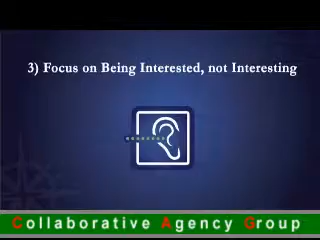 3) Focus on Being Interested, not Interesting
Collaborative Agency Group